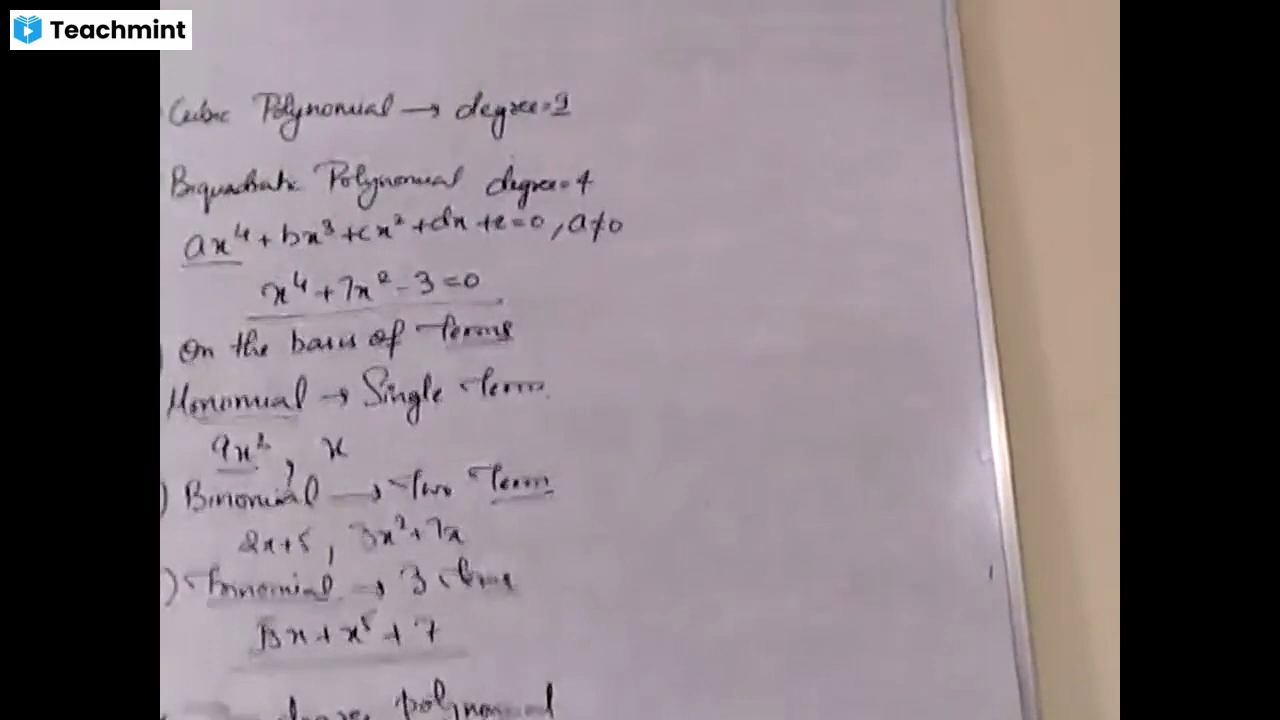 Teachmint
Cubic Polynomial → degree=
Biquadratic Polynomial degree=4
ax⁴+bx³+cx²+dx+e=0, a≠0
x⁴+7x²-3=0
) On the basis of Terms
Monomial → Single Term
9x², x
) Binomial → Two Term
2x+5, 3x²+7x
) Trinomial → 3 term
x+x⁵+7
polynomial